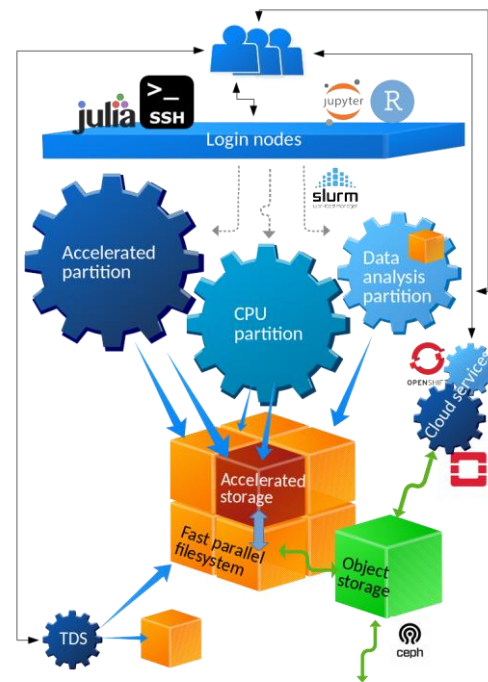 julia
>_
SSH
jupyter
R
Login nodes
slurm
Accelerated
partition
CPU
partition
Data
analysis
partition
OPENSHIFT
Cloud services
Accelerated
storage
Fast parallel
filesystem
Object
storage
TDS
ceph